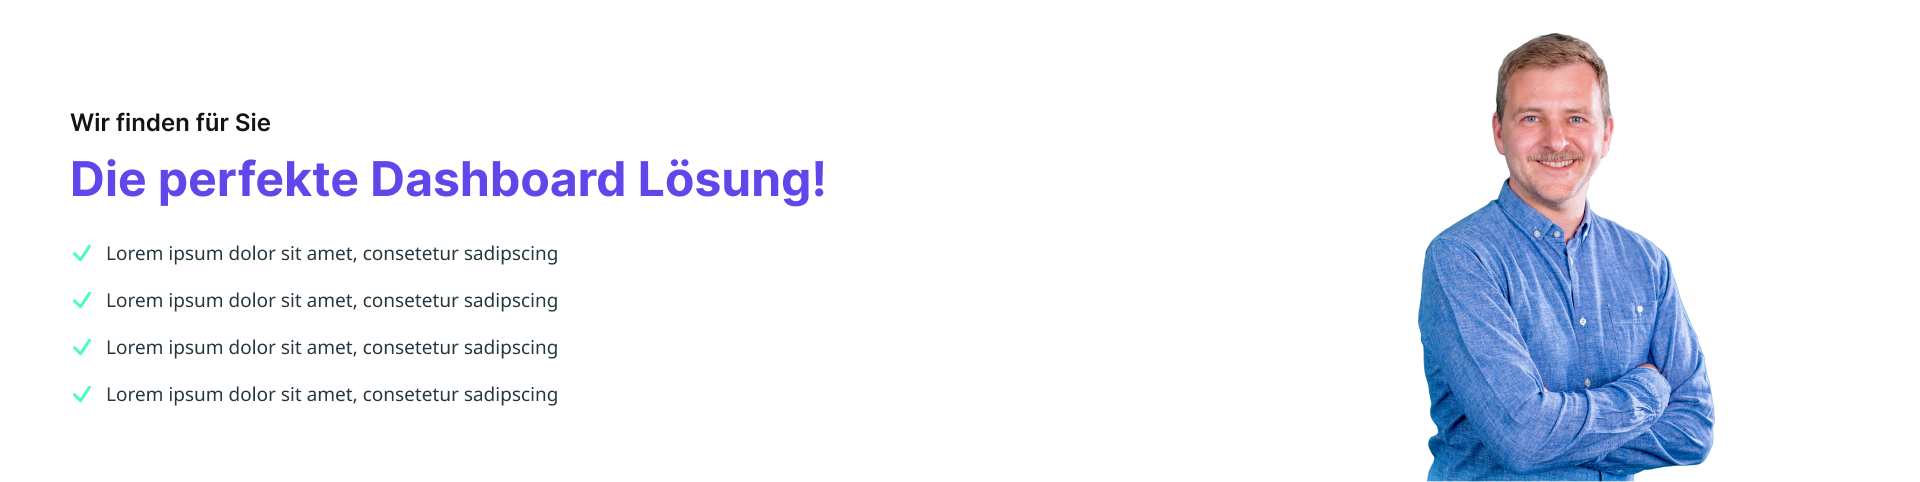 Wir finden für Sie
Die perfekte Dashboard Lösung!
Lorem ipsum dolor sit amet, consetetur sadipscing
Lorem ipsum dolor sit amet, consetetur sadipscing
Lorem ipsum dolor sit amet, consetetur sadipscing
Lorem ipsum dolor sit amet, consetetur sadipscing